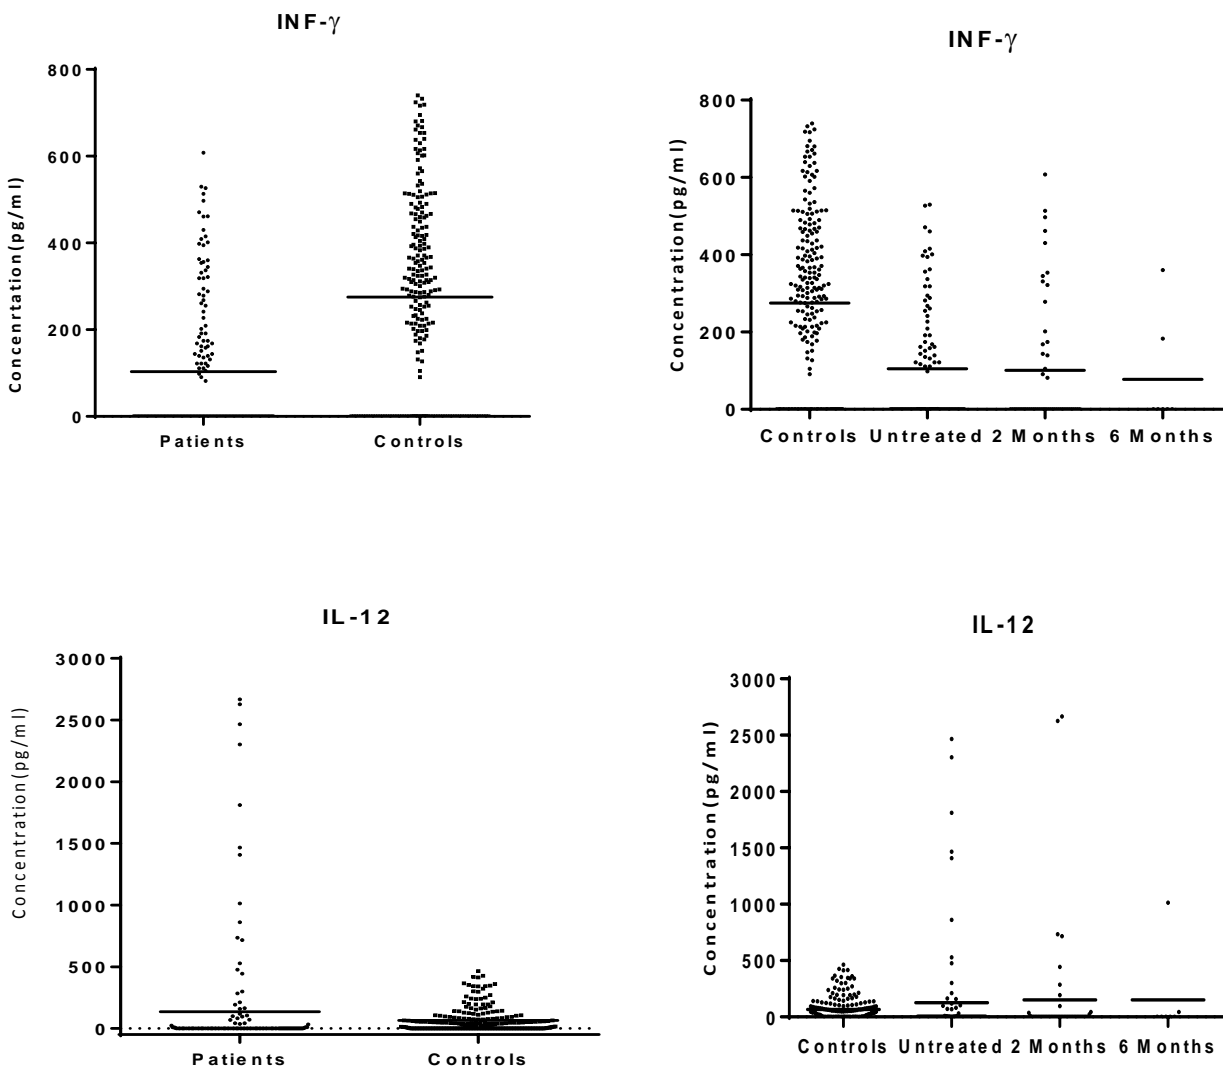 INF-γ
800
600
400
200
0
Concenrtation(pg/ml)
Patients Controls
INF-γ
800
600
400
200
0
Concentration(pg/ml)
Controls Untreated 2 Months 6 Months
IL-12
3000
2500
2000
1500
1000
500
0
Concentration(pg/ml)
Patients Controls
IL-12
3000
2500
2000
1500
1000
500
0
Concentration(pg/ml)
Controls Untreated 2 Months 6 Months